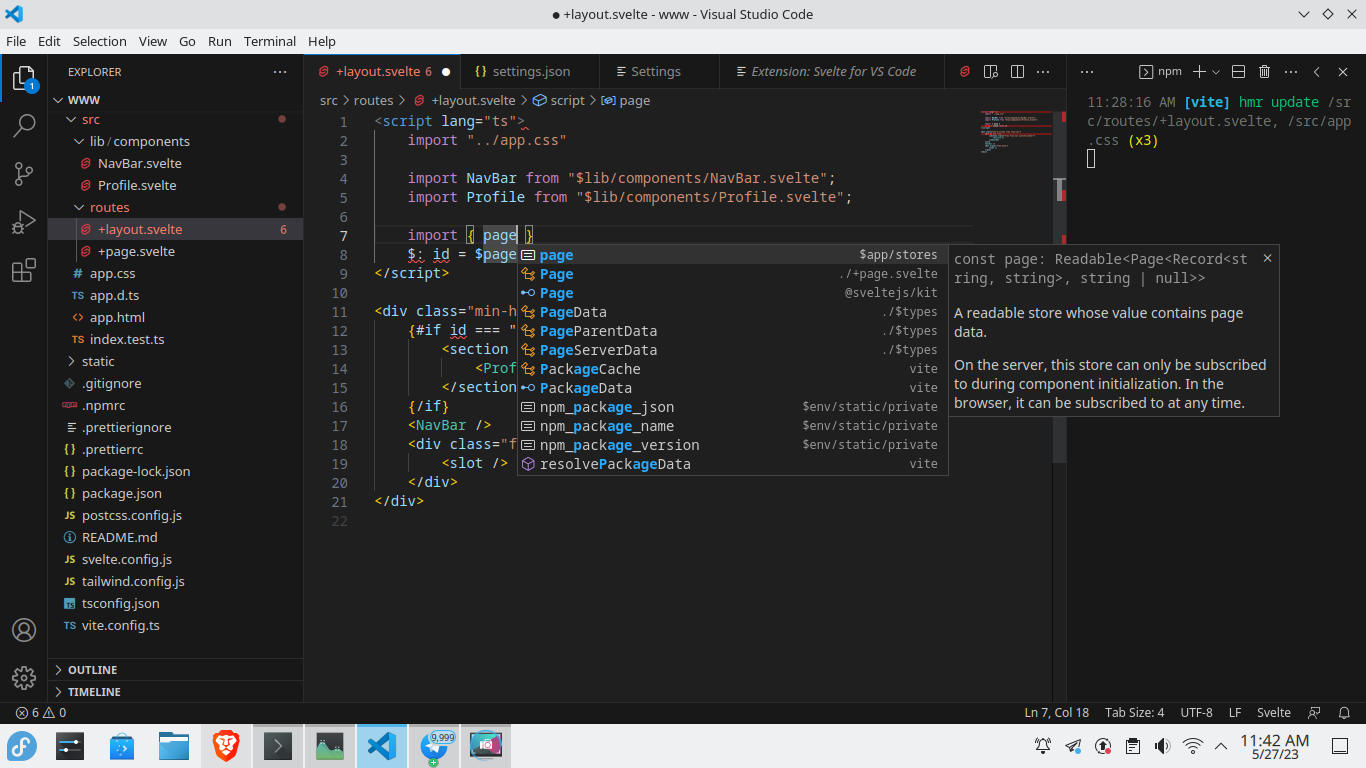 +layout.svelte - www - Visual Studio Code
File Edit Selection View Go Run Terminal Help
1
EXPLORER
WWW
src
lib / components
NavBar.svelte
Profile.svelte
routes
+layout.svelte 6
+page.svelte
app.css
app.d.ts
app.html
index.test.ts
static
.gitignore
.npmrc
.prettierignore
.prettierrc
package-lock.json
package.json
postcss.config.js
README.md
svelte.config.js
tailwind.config.js
tsconfig.json
vite.config.ts
OUTLINE
TIMELINE
+layout.svelte 6 settings.json Settings Extension: Svelte for VS Code
src > routes > +layout.svelte > script > page
1 <script lang="ts">
2 import "../app.css"
3
4 import NavBar from "$lib/components/NavBar.svelte";
5 import Profile from "$lib/components/Profile.svelte";
6
7 import { page }
8 $: id = $page
9 </script>
10
11 <div class="min-h
12 {#if id === "
13 <section
14 <Prof
15 </section
16 {/if}
17 <NavBar />
18 <div class="f
19 <slot />
20 </div>
21 </div>
22
page $app/stores
Page ./+page.svelte
Page @sveltejs/kit
PageData ./$types
PageParentData ./$types
PageServerData ./$types
PackageCache vite
PackageData vite
npm_package_json $env/static/private
npm_package_name $env/static/private
npm_package_version $env/static/private
resolvePackageData vite
const page: Readable<Page<Record<st
ring, string>, string | null>>
A readable store whose value contains page
data.
On the server, this store can only be subscribed
to during component initialization. In the
browser, it can be subscribed to at any time.
npm
11:28:16 AM [vite] hmr update /sr
c/routes/+layout.svelte, /src/app
.css (x3)
6 0 Ln 7, Col 18 Tab Size: 4 UTF-8 LF Svelte
9,999
11:42 AM
5/27/23